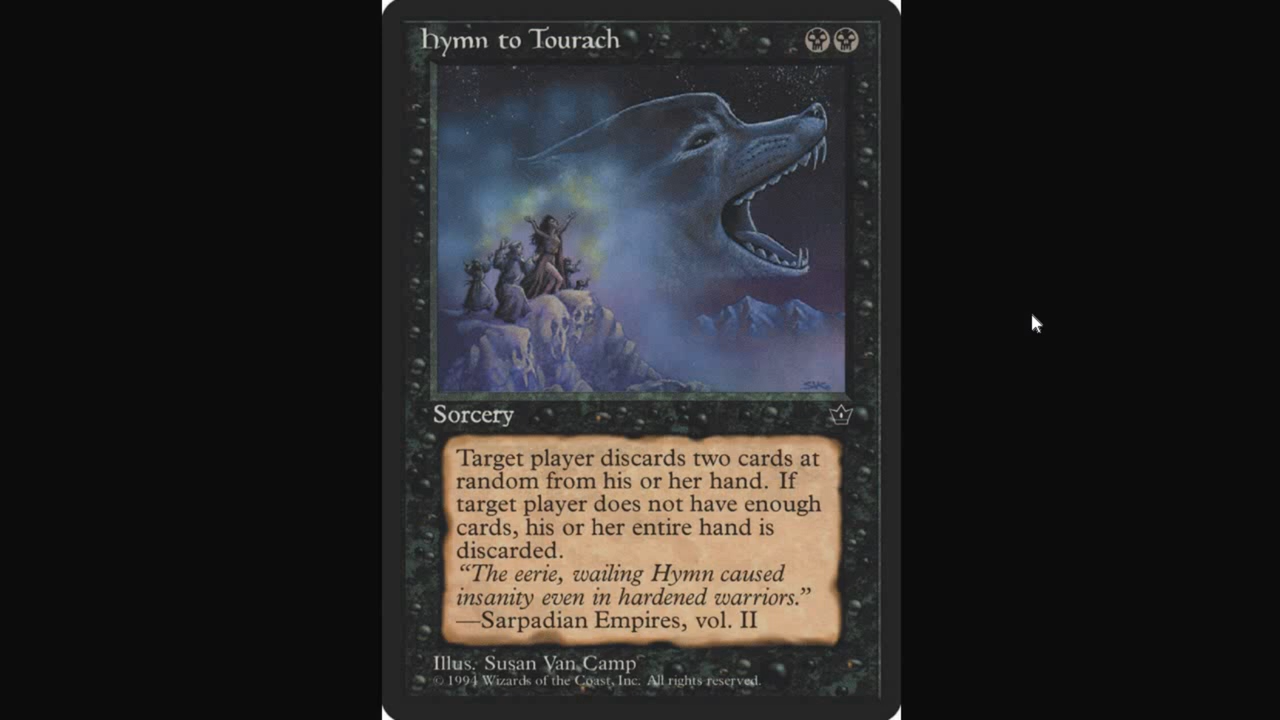 Hymn to Tourach
Target player discards two cards at
random from his or her hand. If
target player does not have enough
cards, his or her entire hand is
discarded.
“The eerie, wailing Hymn caused
insanity even in hardened warriors.”
—Sarpadian Empires, vol. II
Sorcery
Illus. Susan Van Camp
© 1994 Wizards of the Coast, Inc. All rights reserved.